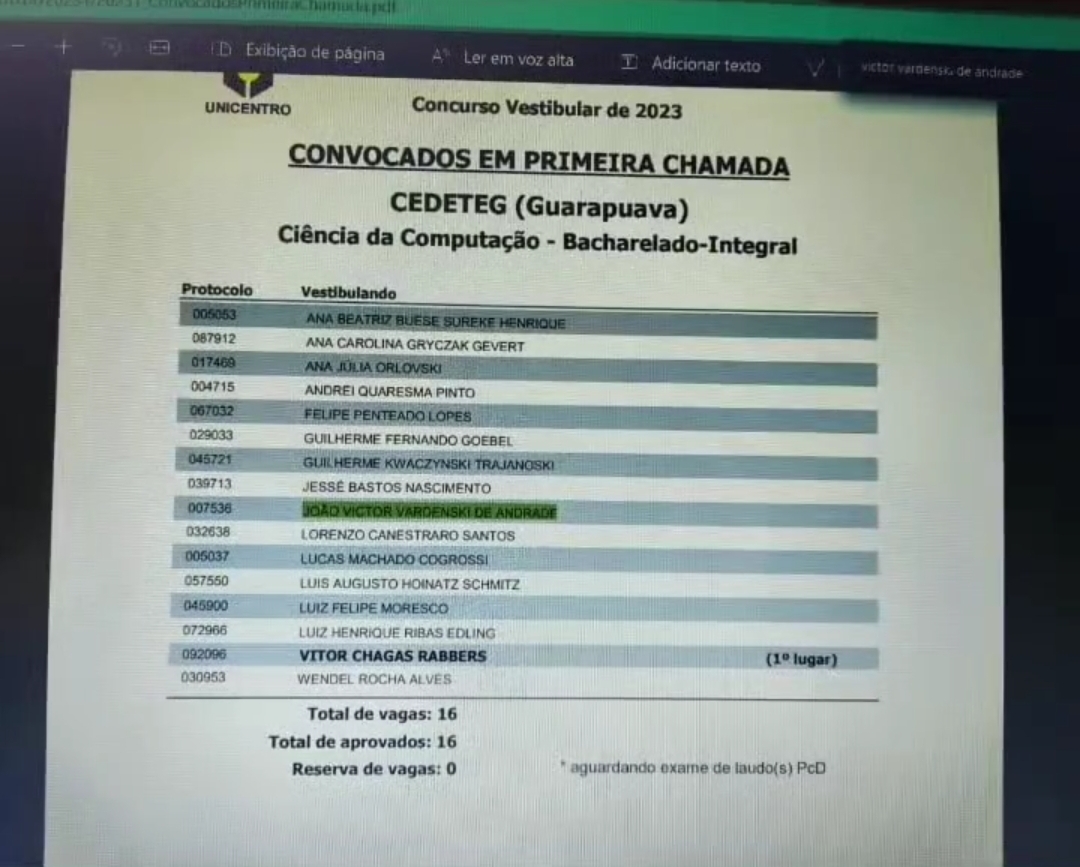 ConvocadosPrimeiraChamada.pdf
Exibição de página
Ler em voz alta
Adicionar texto
victor vardenski de andrade
UNICENTRO
Concurso Vestibular de 2023
CONVOCADOS EM PRIMEIRA CHAMADA
CEDETEG (Guarapuava)
Ciência da Computação - Bacharelado-Integral
Protocolo Vestibulando
005053 ANA BEATRIZ BUESE SUREKE HENRIQUE
087912 ANA CAROLINA GRYCZAK GEVERT
017469 ANA JÚLIA ORLOVSKI
004715 ANDREI QUARESMA PINTO
067032 FELIPE PENTEADO LOPES
029033 GUILHERME FERNANDO GOEBEL
045721 GUILHERME KWACZYNSKI TRAJANOSKI
039713 JESSÉ BASTOS NASCIMENTO
007536 JOÃO VICTOR VARDENSKI DE ANDRADE
032638 LORENZO CANESTRARO SANTOS
005037 LUCAS MACHADO COGROSSI
057550 LUIS AUGUSTO HOINATZ SCHMITZ
045900 LUIZ FELIPE MORESCO
072966 LUIZ HENRIQUE RIBAS EDLING
092096 VITOR CHAGAS RABBERS (1º lugar)
030953 WENDEL ROCHA ALVES
Total de vagas: 16
Total de aprovados: 16
Reserva de vagas: 0 * aguardando exame de laudo(s) PcD